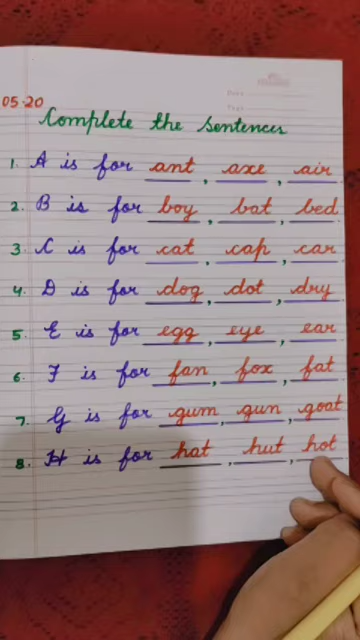 05.20
Complete the sentences
1. A is for ant, axe, air
2. B is for boy, bat, bed
3. C is for cat, cap, car
4. D is for dog, dot, dry
5. E is for egg, eye, ear
6. F is for fan, fox, fat
7. G is for gum, gun, goat
8. H is for hat, hut, hot